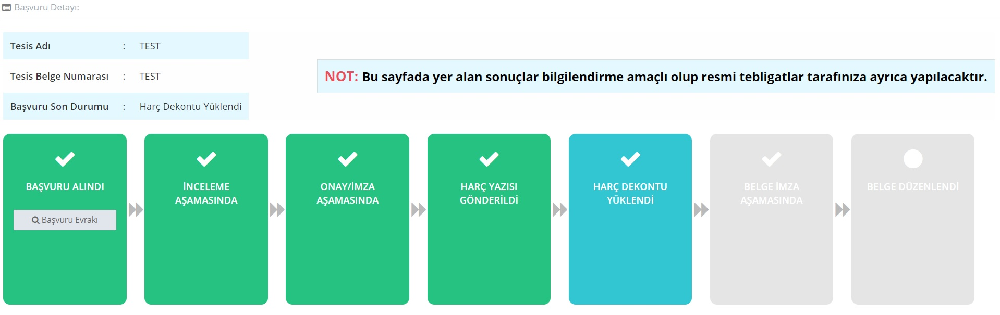 Başvuru Detayı:
Tesis Adı : TEST
Tesis Belge Numarası : TEST
Başvuru Son Durumu : Harç Dekontu Yüklendi
NOT: Bu sayfada yer alan sonuçlar bilgilendirme amaçlı olup resmi tebligatlar tarafınıza ayrıca yapılacaktır.
BAŞVURU ALINDI
Başvuru Evrakı
İNCELEME
AŞAMASINDA
ONAY/İMZA
AŞAMASINDA
HARÇ YAZISI
GÖNDERİLDİ
HARÇ DEKONTU
YÜKLENDİ
BELGE İMZA
AŞAMASINDA
BELGE DÜZENLENDİ